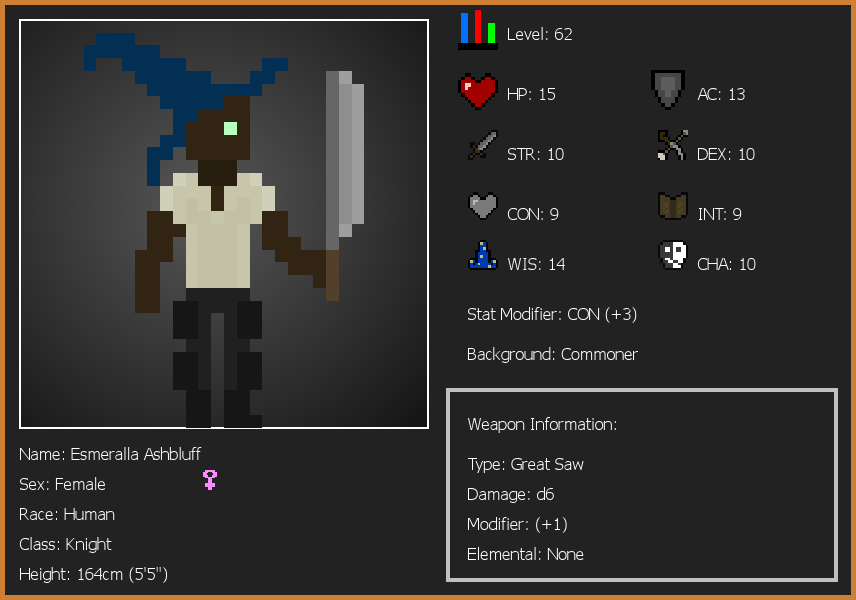 Level: 62
HP: 15
AC: 13
STR: 10
DEX: 10
CON: 9
INT: 9
WIS: 14
CHA: 10
Stat Modifier: CON (+3)
Background: Commoner
Weapon Information:
Type: Great Saw
Damage: d6
Modifier: (+1)
Elemental: None
Name: Esmeralla Ashbluff
Sex: Female
Race: Human
Class: Knight
Height: 164cm (5'5")